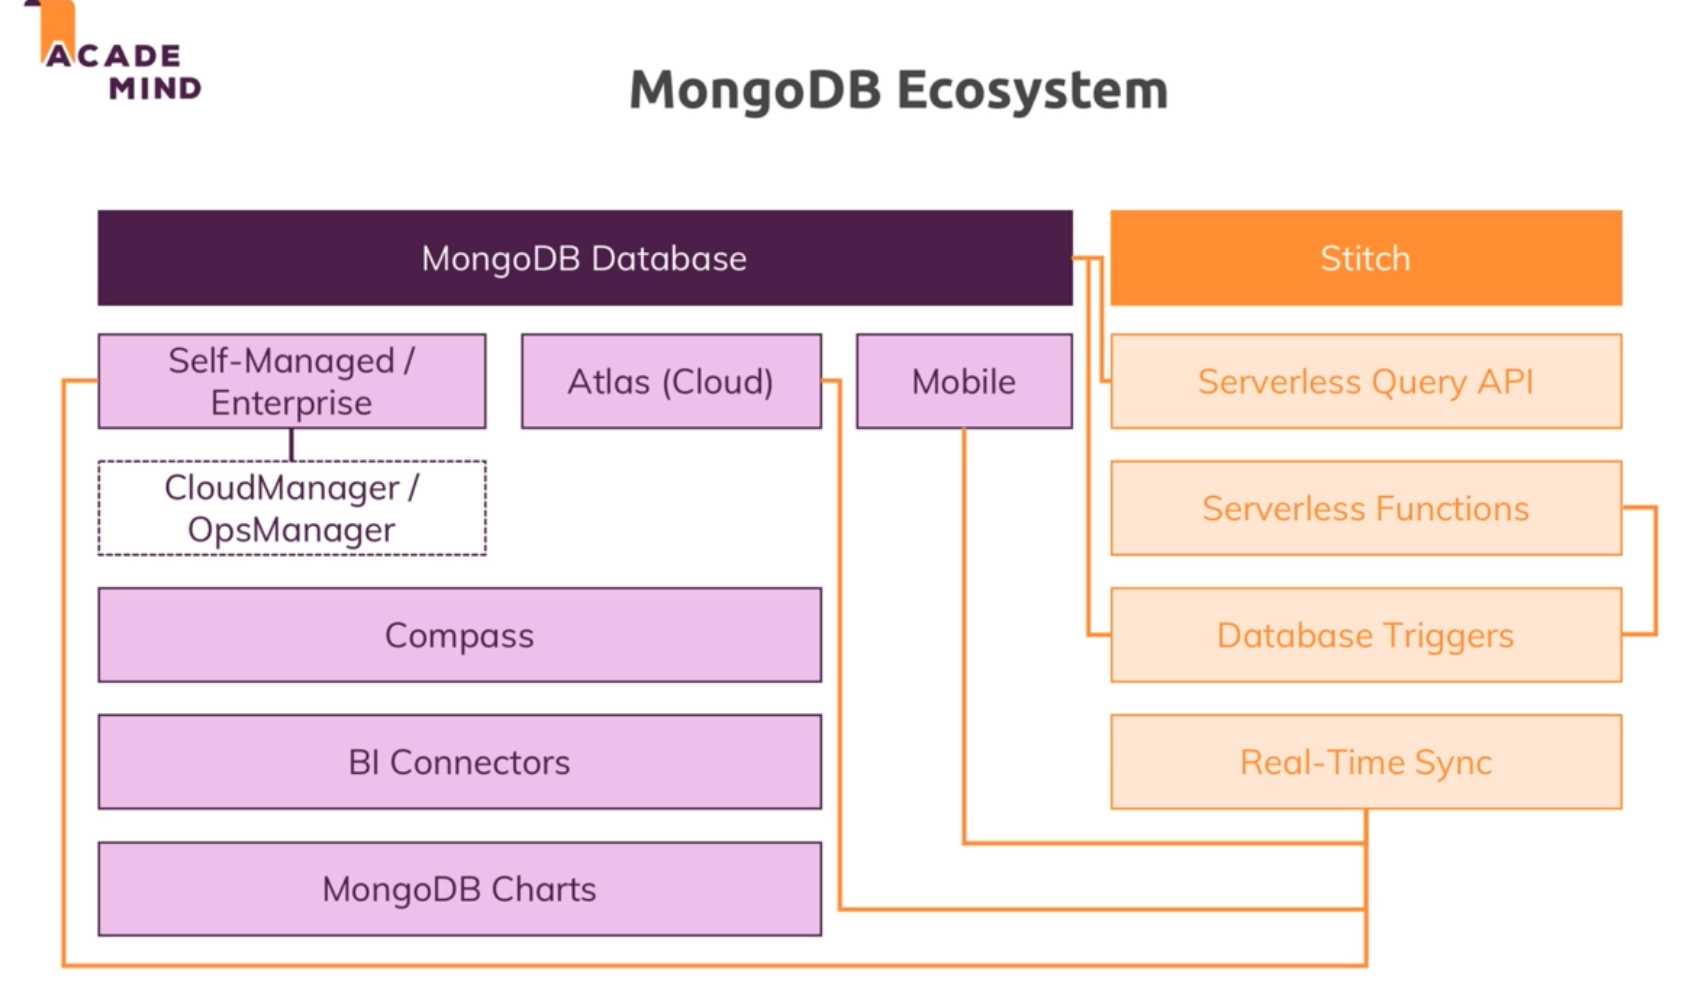 ACADE
MIND
MongoDB Ecosystem
MongoDB Database
Stitch
Self-Managed /
Enterprise
Atlas (Cloud)
Mobile
Serverless Query API
CloudManager /
OpsManager
Serverless Functions
Compass
Database Triggers
BI Connectors
Real-Time Sync
MongoDB Charts